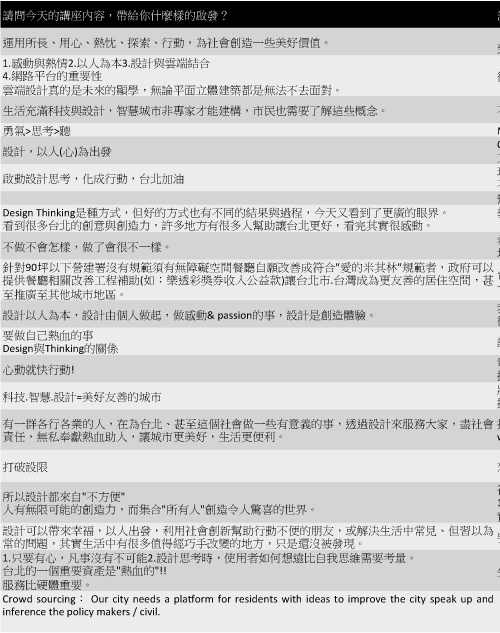 請問今天的講座內容，帶給你什麼樣的啟發？
運用所長、用心、熱忱、探索、行動，為社會創造一些美好價值。
1.感動與熱情2.以人為本3.設計與雲端結合
4.網路平台的重要性
雲端設計真的是未來的顯學，無論平面立體建築都是無法不去面對。
生活充滿科技與設計，智慧城市非專家才能建構，市民也需要了解這些概念。
勇氣>思考>聽
設計，以人(心)為出發
啟動設計思考，化成行動，台北加油
Design Thinking是種方式，但好的方式也有不同的結果與過程，今天又看到了更廣的眼界。
看到很多台北的創意與創造力，許多地方有很多人幫助讓台北更好，看完其實很感動。
不做不會怎樣，做了會很不一樣。
針對90坪以下營建署沒有規範須有無障礙空間餐廳自願改善成符合"愛的米其林"規範者，政府可以
提供餐廳相關改善工程補助(如：樂透彩獎券收入公益款)讓台北市.台灣成為更友善的居住空間，甚
至推廣至其他城市地區。
設計以人為本，設計由個人做起，做感動& passion的事，設計是創造體驗。
要做自己熱血的事
Design與Thinking的關係
心動就快行動!
科技.智慧.設計=美好友善的城市
有一群各行各業的人，在為台北、甚至這個社會做一些有意義的事，透過設計來服務大家，盡社會
責任，無私奉獻熱血助人，讓城市更美好，生活更便利。
打破設限
所以設計都來自"不方便"
人有無限可能的創造力，而集合"所有人"創造令人驚喜的世界。
設計可以帶來幸福，以人出發，利用社會創新幫助行動不便的朋友，或解決生活中常見、但習以為
常的問題，其實生活中有很多值得經巧手改變的地方，只是還沒被發現。
1.只要有心，凡事沒有不可能2.設計思考時，使用者如何想遠比自我思維需要考量。
台北的一個重要資產是"熱血的"!!
服務比硬體重要。
Crowd sourcing： Our city needs a platform for residents with ideas to improve the city speak up and
inference the policy makers / civil.